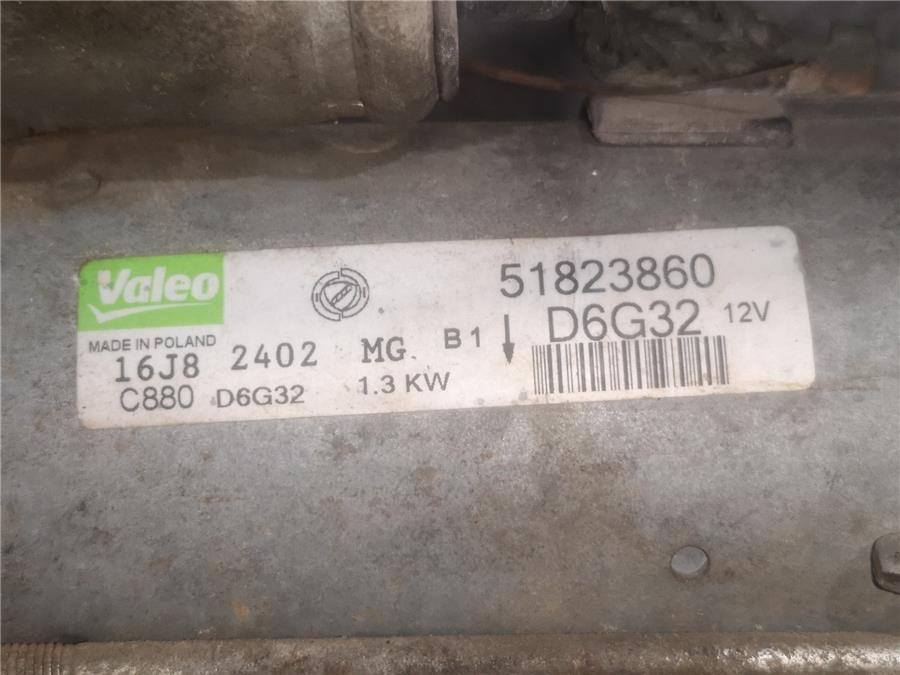 Valeo
51823860
MADE IN POLAND
D6G32 12V
16J8 2402 MG B1
C880 D6G32 1.3 KW